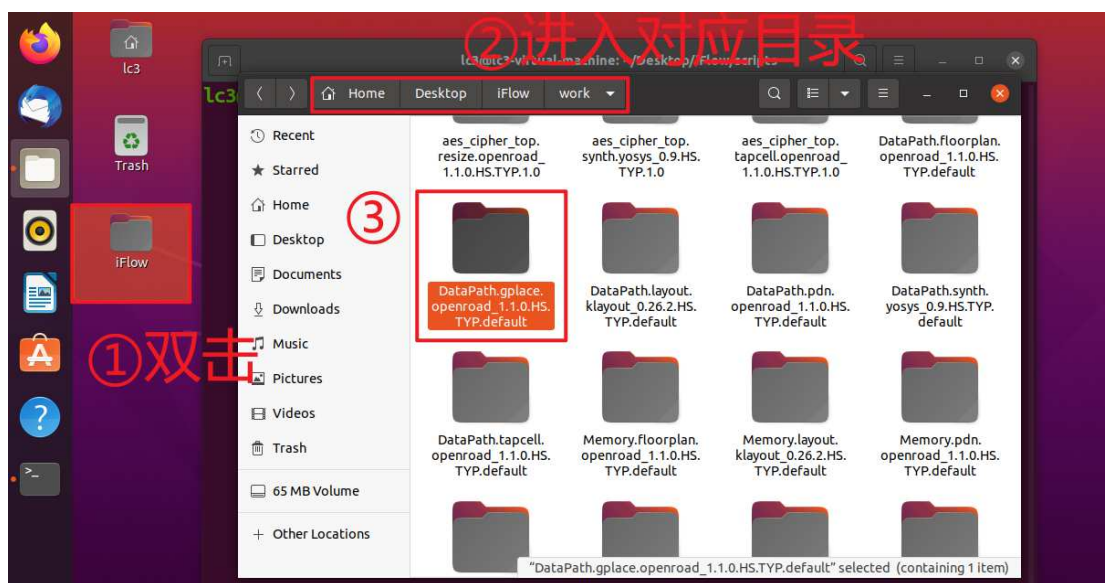 ②进入对应目录
lc3
lc3@lc3-virtual-machine: ~/Desktop/iFlow/scripts
lc3
Home Desktop iFlow work
Trash
iFlow
①双击
Recent
Starred
Home
Desktop
Documents
Downloads
Music
Pictures
Videos
Trash
65 MB Volume
+ Other Locations
③
aes_cipher_top.
resize.openroad_
1.1.0.HS.TYP.1.0
aes_cipher_top.
synth.yosys_0.9.HS.
TYP.1.0
aes_cipher_top.
tapcell.openroad_
1.1.0.HS.TYP.1.0
DataPath.floorplan.
openroad_1.1.0.HS.
TYP.default
DataPath.gplace.
openroad_1.1.0.HS.
TYP.default
DataPath.layout.
klayout_0.26.2.HS.
TYP.default
DataPath.pdn.
openroad_1.1.0.HS.
TYP.default
DataPath.synth.
yosys_0.9.HS.TYP.
default
DataPath.tapcell.
openroad_1.1.0.HS.
TYP.default
Memory.floorplan.
openroad_1.1.0.HS.
TYP.default
Memory.layout.
klayout_0.26.2.HS.
TYP.default
Memory.pdn.
openroad_1.1.0.HS.
TYP.default
"DataPath.gplace.openroad_1.1.0.HS.TYP.default" selected (containing 1 item)